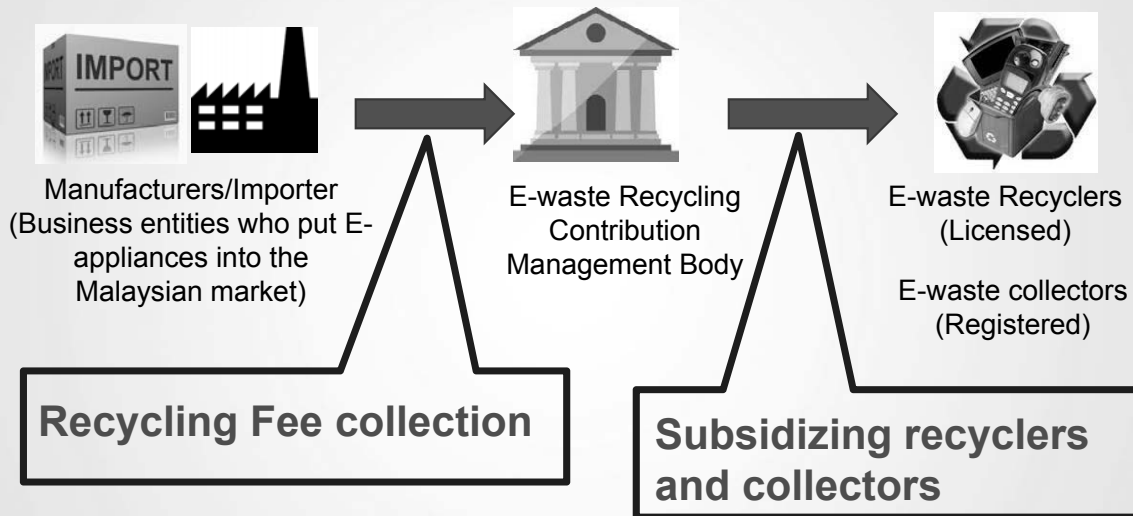 IMPORT
IMPORT
Manufacturers/Importer
(Business entities who put E-
appliances into the
Malaysian market)
E-waste Recycling
Contribution
Management Body
E-waste Recyclers
(Licensed)
E-waste collectors
(Registered)
Recycling Fee collection
Subsidizing recyclers
and collectors